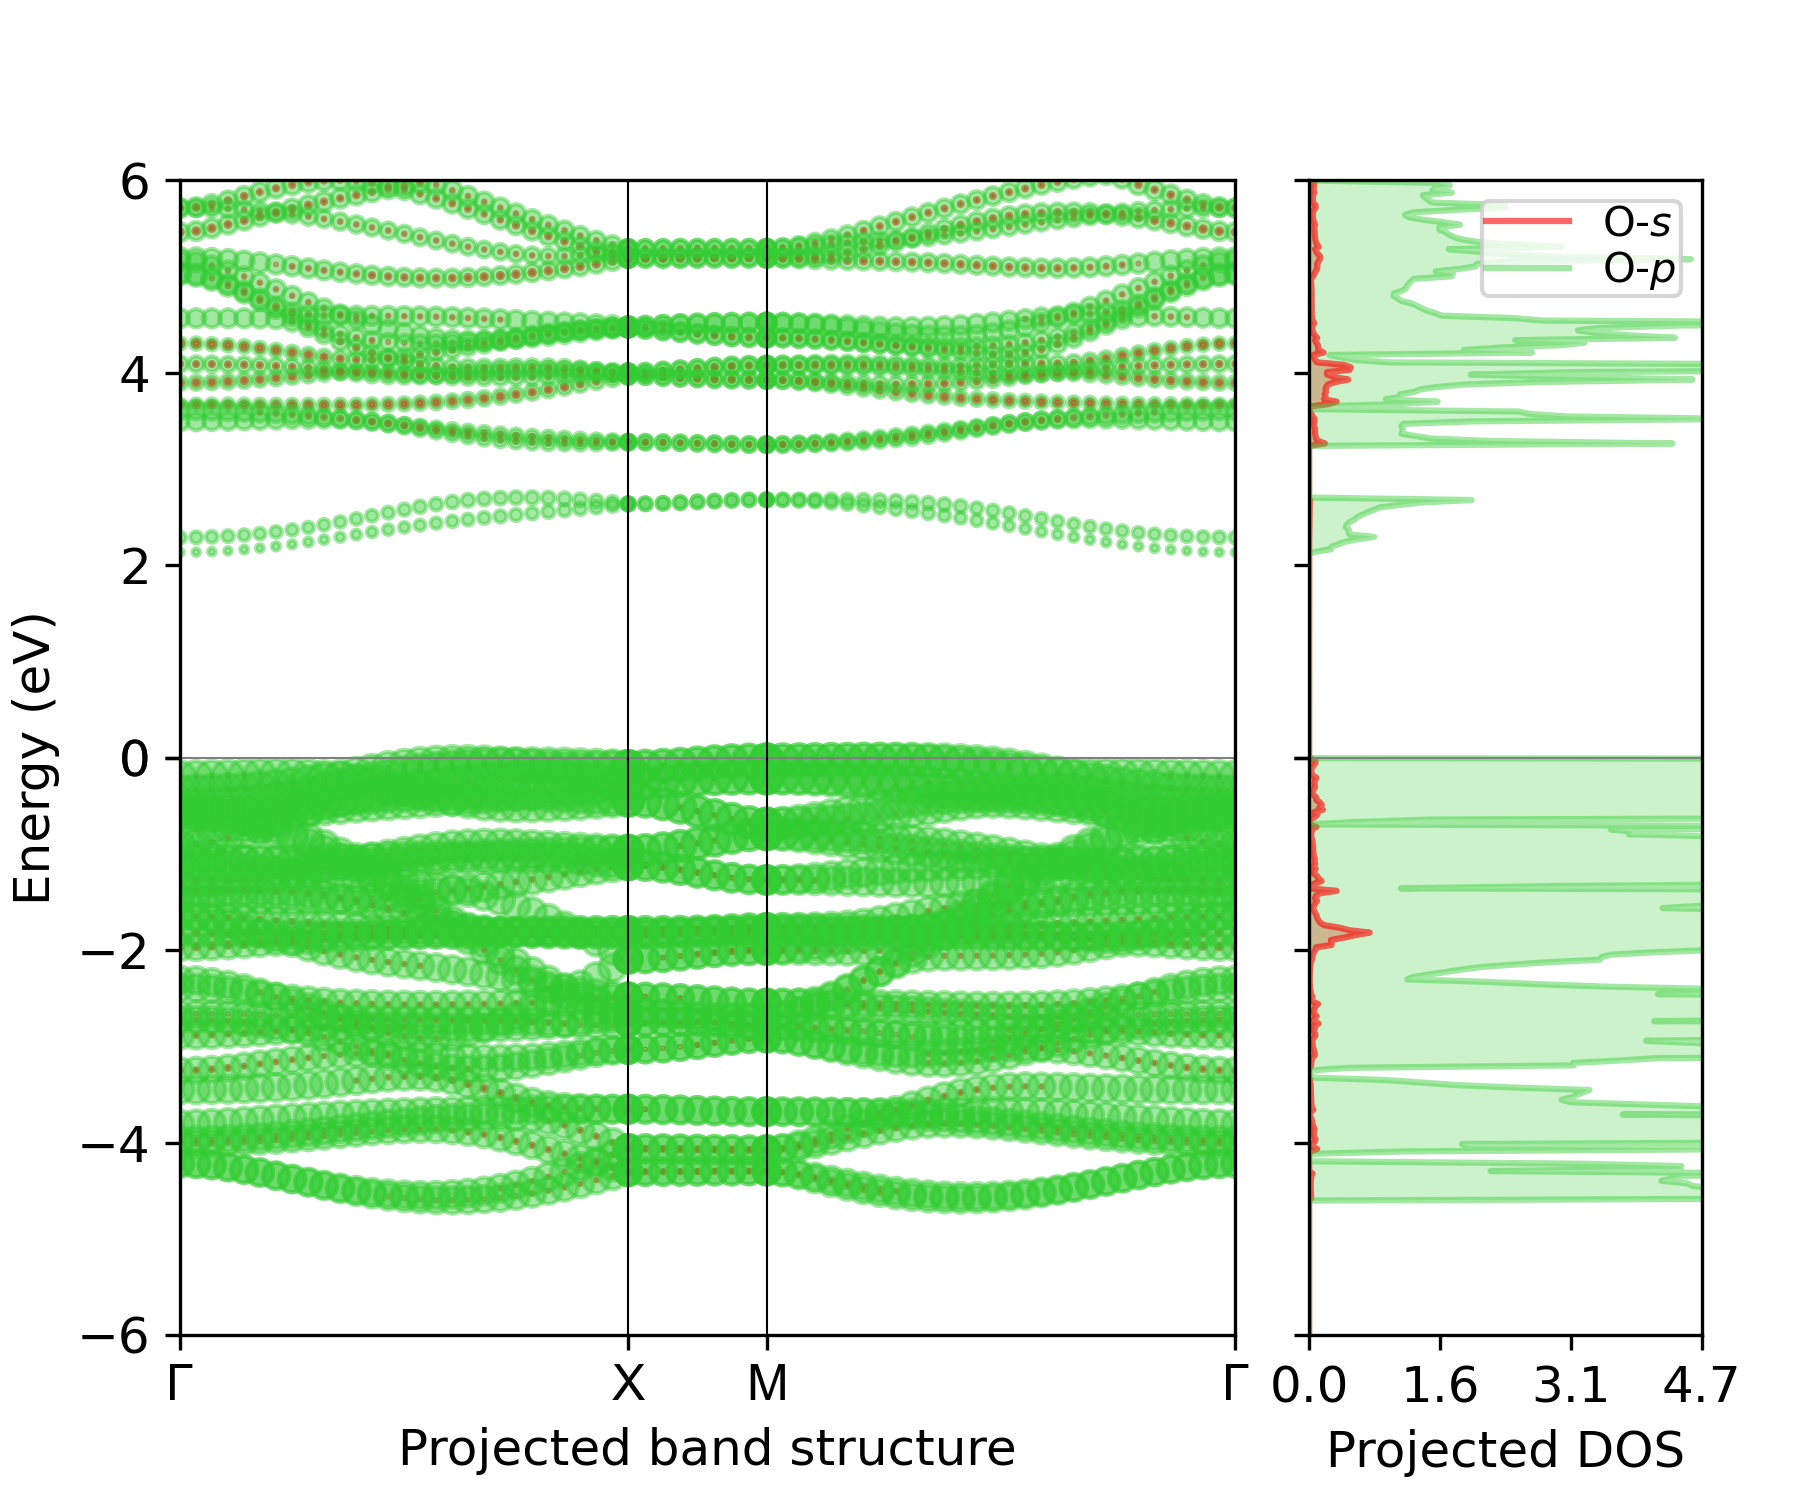 6
4
2
0
−2
−4
−6
Energy (eV)
Γ X M Γ
Projected band structure
O-s
O-p
0.0 1.6 3.1 4.7
Projected DOS